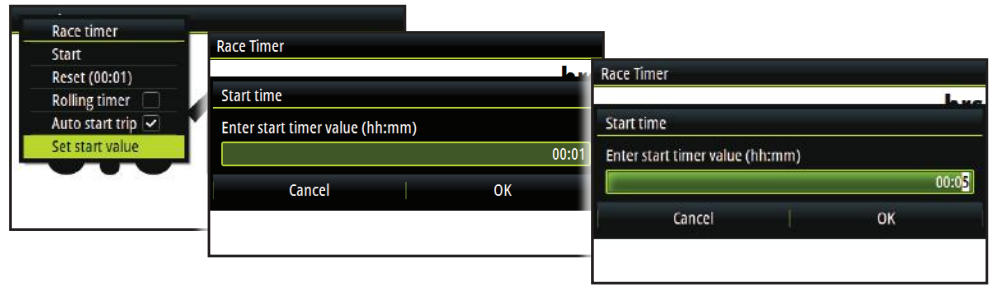 Race timer
Start
Reset (00:01)
Rolling timer
Auto start trip
Set start value
Race Timer
Start time
Enter start timer value (hh:mm)
00:01
Cancel OK
Race Timer
Start time
Enter start timer value (hh:mm)
00:05
Cancel OK